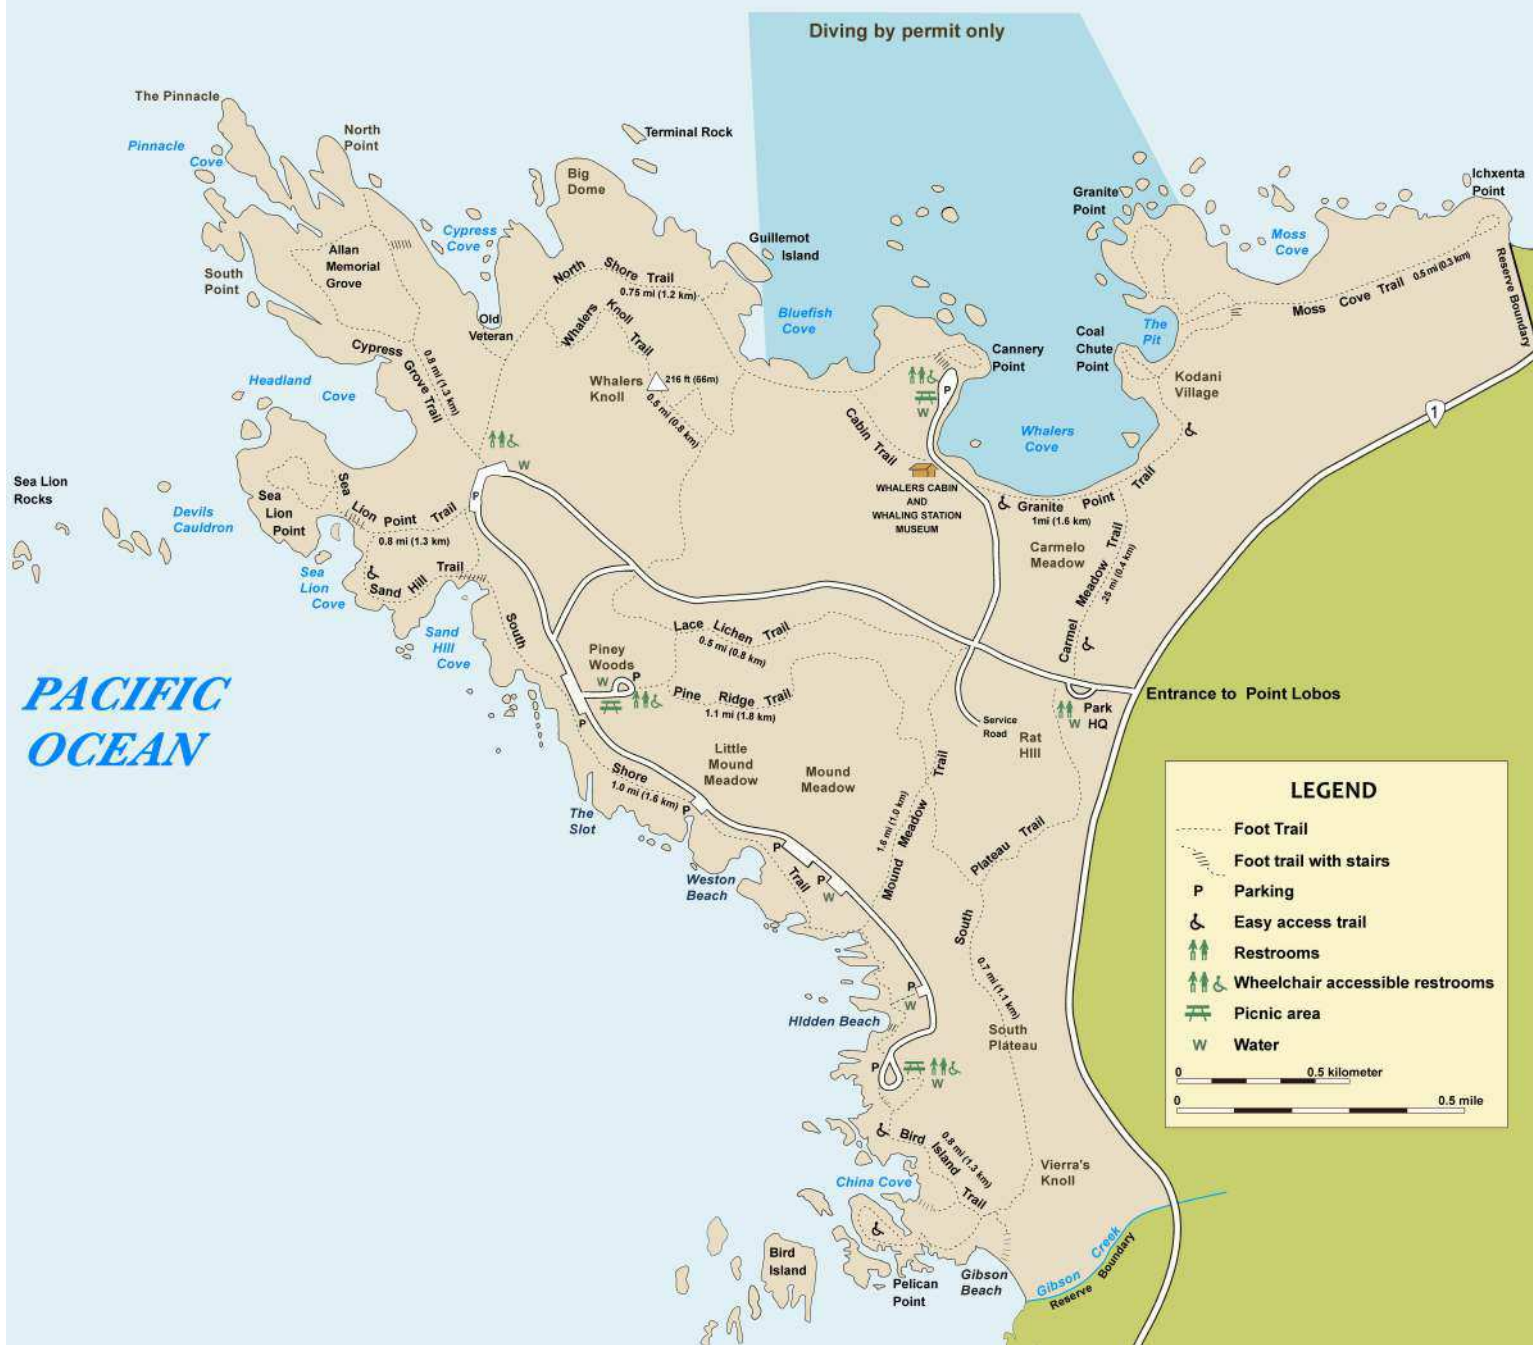 Diving by permit only
The Pinnacle
Pinnacle
Cove
North
Point
Terminal Rock
Big
Dome
Ichxenta
Point
Granite
Point
Cypress
Cove
Guillemot
Island
Moss
Cove
Allan
Memorial
Grove
South
Point
North Shore Trail
0.75 mi (1.2 km)
Moss Cove Trail 0.5 mi (0.3 km)
Reserve Boundary
Old
Veteran
Whalers Knoll Trail
Bluefish
Cove
The
Pit
Coal
Chute
Point
Cannery
Point
Cypress Grove Trail
0.8 mi (1.3 km)
Headland
Cove
Whalers
Knoll
216 ft (66m)
0.5 mi (0.8 km)
P
W
Kodani
Village
1
Cabin Trail
Whalers
Cove
W
P
Sea Lion
Rocks
Devils
Cauldron
Sea
Lion
Point
Sea Lion Point Trail
0.8 mi (1.3 km)
WHALERS CABIN
AND
WHALING STATION
MUSEUM
Granite Point Trail
1mi (1.6 km)
Carmelo
Meadow
Carmel Meadow Trail
.25 mi (0.4 km)
Sea
Lion
Cove
Sand Hill Trail
Sand
Hill
Cove
South Shore Trail
1.0 mi (1.6 km)
Lace Lichen Trail
0.5 mi (0.8 km)
Piney
Woods
W
P
Pine Ridge Trail
1.1 mi (1.8 km)
P
PACIFIC
OCEAN
Entrance to Point Lobos
Park
HQ
W
Service
Road
Rat
Hill
Little
Mound
Meadow
Mound
Meadow
Mound Meadow Trail
1.6 mi (1.0 km)
The
Slot
P
P
P
W
Weston
Beach
South Plateau Trail
0.7 mi (1.1 km)
P
W
HIdden Beach
South
Plateau
P
W
Bird Island Trail
0.8 mi (1.3 km)
China Cove
Vierra's
Knoll
Bird
Island
Pelican
Point
Gibson
Beach
Gibson Creek
Reserve Boundary
LEGEND
Foot Trail
Foot trail with stairs
P Parking
Easy access trail
Restrooms
Wheelchair accessible restrooms
Picnic area
W Water
0 0.5 kilometer
0 0.5 mile